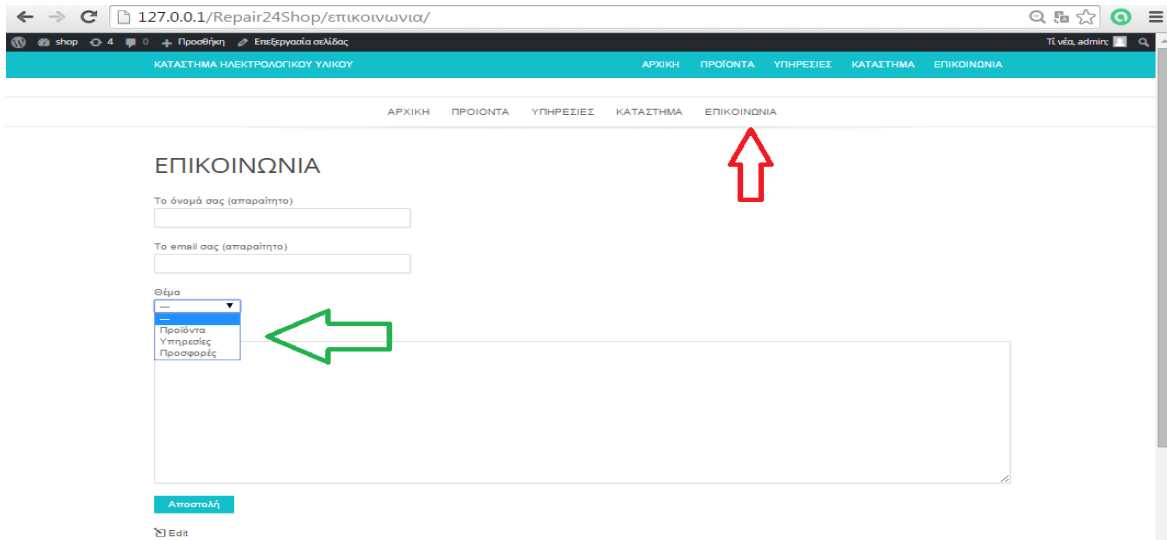 127.0.0.1/Repair24Shop/επικοινωνια/
shop 4 0 Προσθήκη Επεξεργασία σελίδας Τί νέα, admin;
ΚΑΤΑΣΤΗΜΑ ΗΛΕΚΤΡΟΛΟΓΙΚΟΥ ΥΛΙΚΟΥ ΑΡΧΙΚΗ ΠΡΟΪΟΝΤΑ ΥΠΗΡΕΣΙΕΣ ΚΑΤΑΣΤΗΜΑ ΕΠΙΚΟΙΝΩΝΙΑ
ΑΡΧΙΚΗ ΠΡΟΙΟΝΤΑ ΥΠΗΡΕΣΙΕΣ ΚΑΤΑΣΤΗΜΑ ΕΠΙΚΟΙΝΩΝΙΑ
ΕΠΙΚΟΙΝΩΝΙΑ
Το όνομά σας (απαραίτητο)
Το email σας (απαραίτητο)
Θέμα
---
---
Προϊόντα
Υπηρεσίες
Προσφορές
Αποστολή
Edit